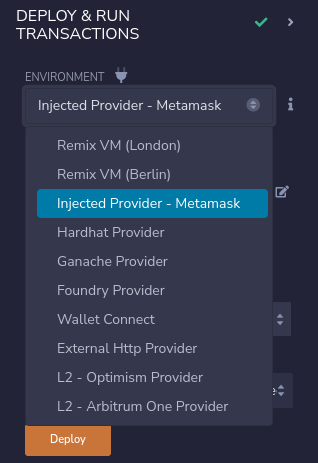 DEPLOY & RUN
TRANSACTIONS
ENVIRONMENT
Injected Provider - Metamask
Remix VM (London)
Remix VM (Berlin)
Injected Provider - Metamask
Hardhat Provider
Ganache Provider
Foundry Provider
Wallet Connect
External Http Provider
L2 - Optimism Provider
L2 - Arbitrum One Provider
Deploy